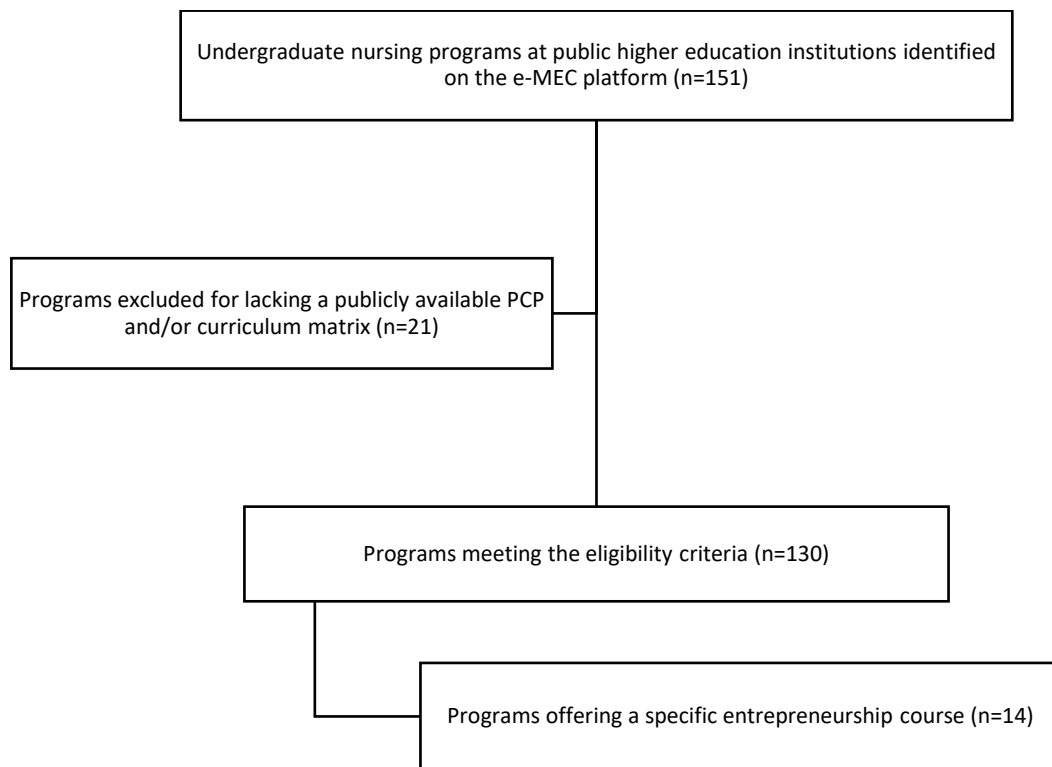 Undergraduate nursing programs at public higher education institutions identified
on the e-MEC platform (n=151)
Programs excluded for lacking a publicly available PCP
and/or curriculum matrix (n=21)
Programs meeting the eligibility criteria (n=130)
Programs offering a specific entrepreneurship course (n=14)